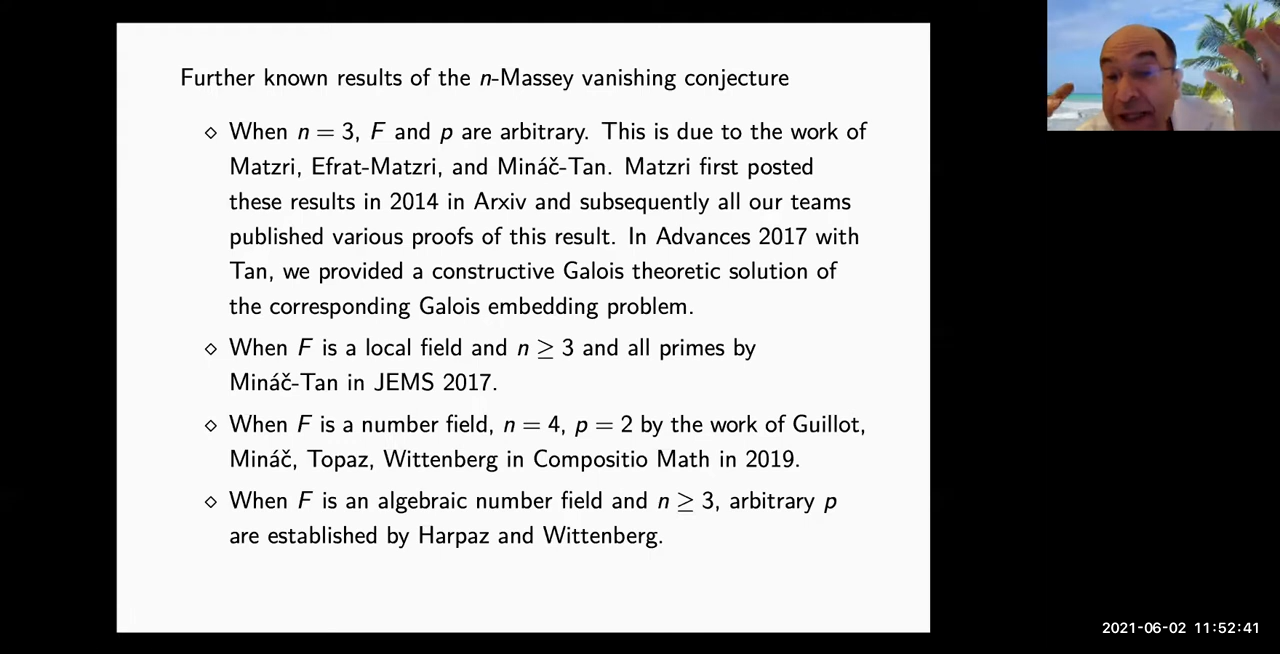 Further known results of the n-Massey vanishing conjecture
⋄ When n = 3, F and p are arbitrary. This is due to the work of
Matzri, Efrat-Matzri, and Mináč-Tan. Matzri first posted
these results in 2014 in Arxiv and subsequently all our teams
published various proofs of this result. In Advances 2017 with
Tan, we provided a constructive Galois theoretic solution of
the corresponding Galois embedding problem.
⋄ When F is a local field and n ≥ 3 and all primes by
Mináč-Tan in JEMS 2017.
⋄ When F is a number field, n = 4, p = 2 by the work of Guillot,
Mináč, Topaz, Wittenberg in Compositio Math in 2019.
⋄ When F is an algebraic number field and n ≥ 3, arbitrary p
are established by Harpaz and Wittenberg.
2021-06-02 11:52:41